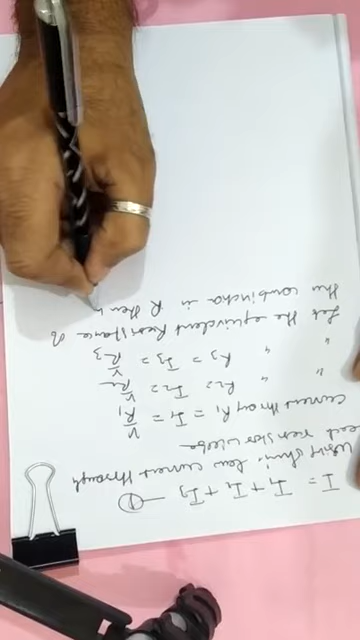 I = I₁ + I₂ + I₃ — ①
Using ohm's law current through
each resistor will be
current through R₁ = I₁ = V/R₁
" " R₂ = I₂ = V/R₂
" " R₃ = I₃ = V/R₃
Let the equivalent Resistance of
the combination is R then